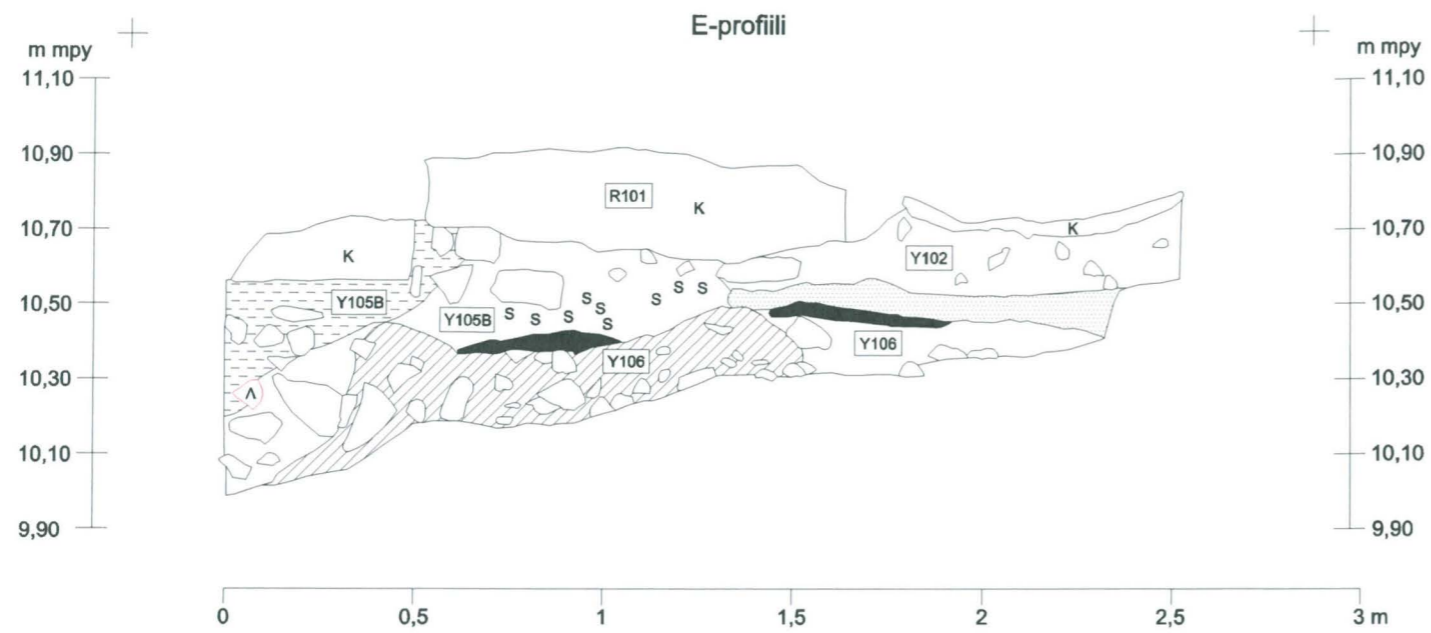 E-profiili
m mpy
m mpy
11,10
11,10
10,90
10,90
R101
K
10,70
10,70
K
K
Y102
10,50
10,50
Y105B
Y105B
S S S S S S S S S
Y106
Y106
10,30
10,30
Λ
10,10
10,10
9,90
9,90
0 0,5 1 1,5 2 2,5 3 m